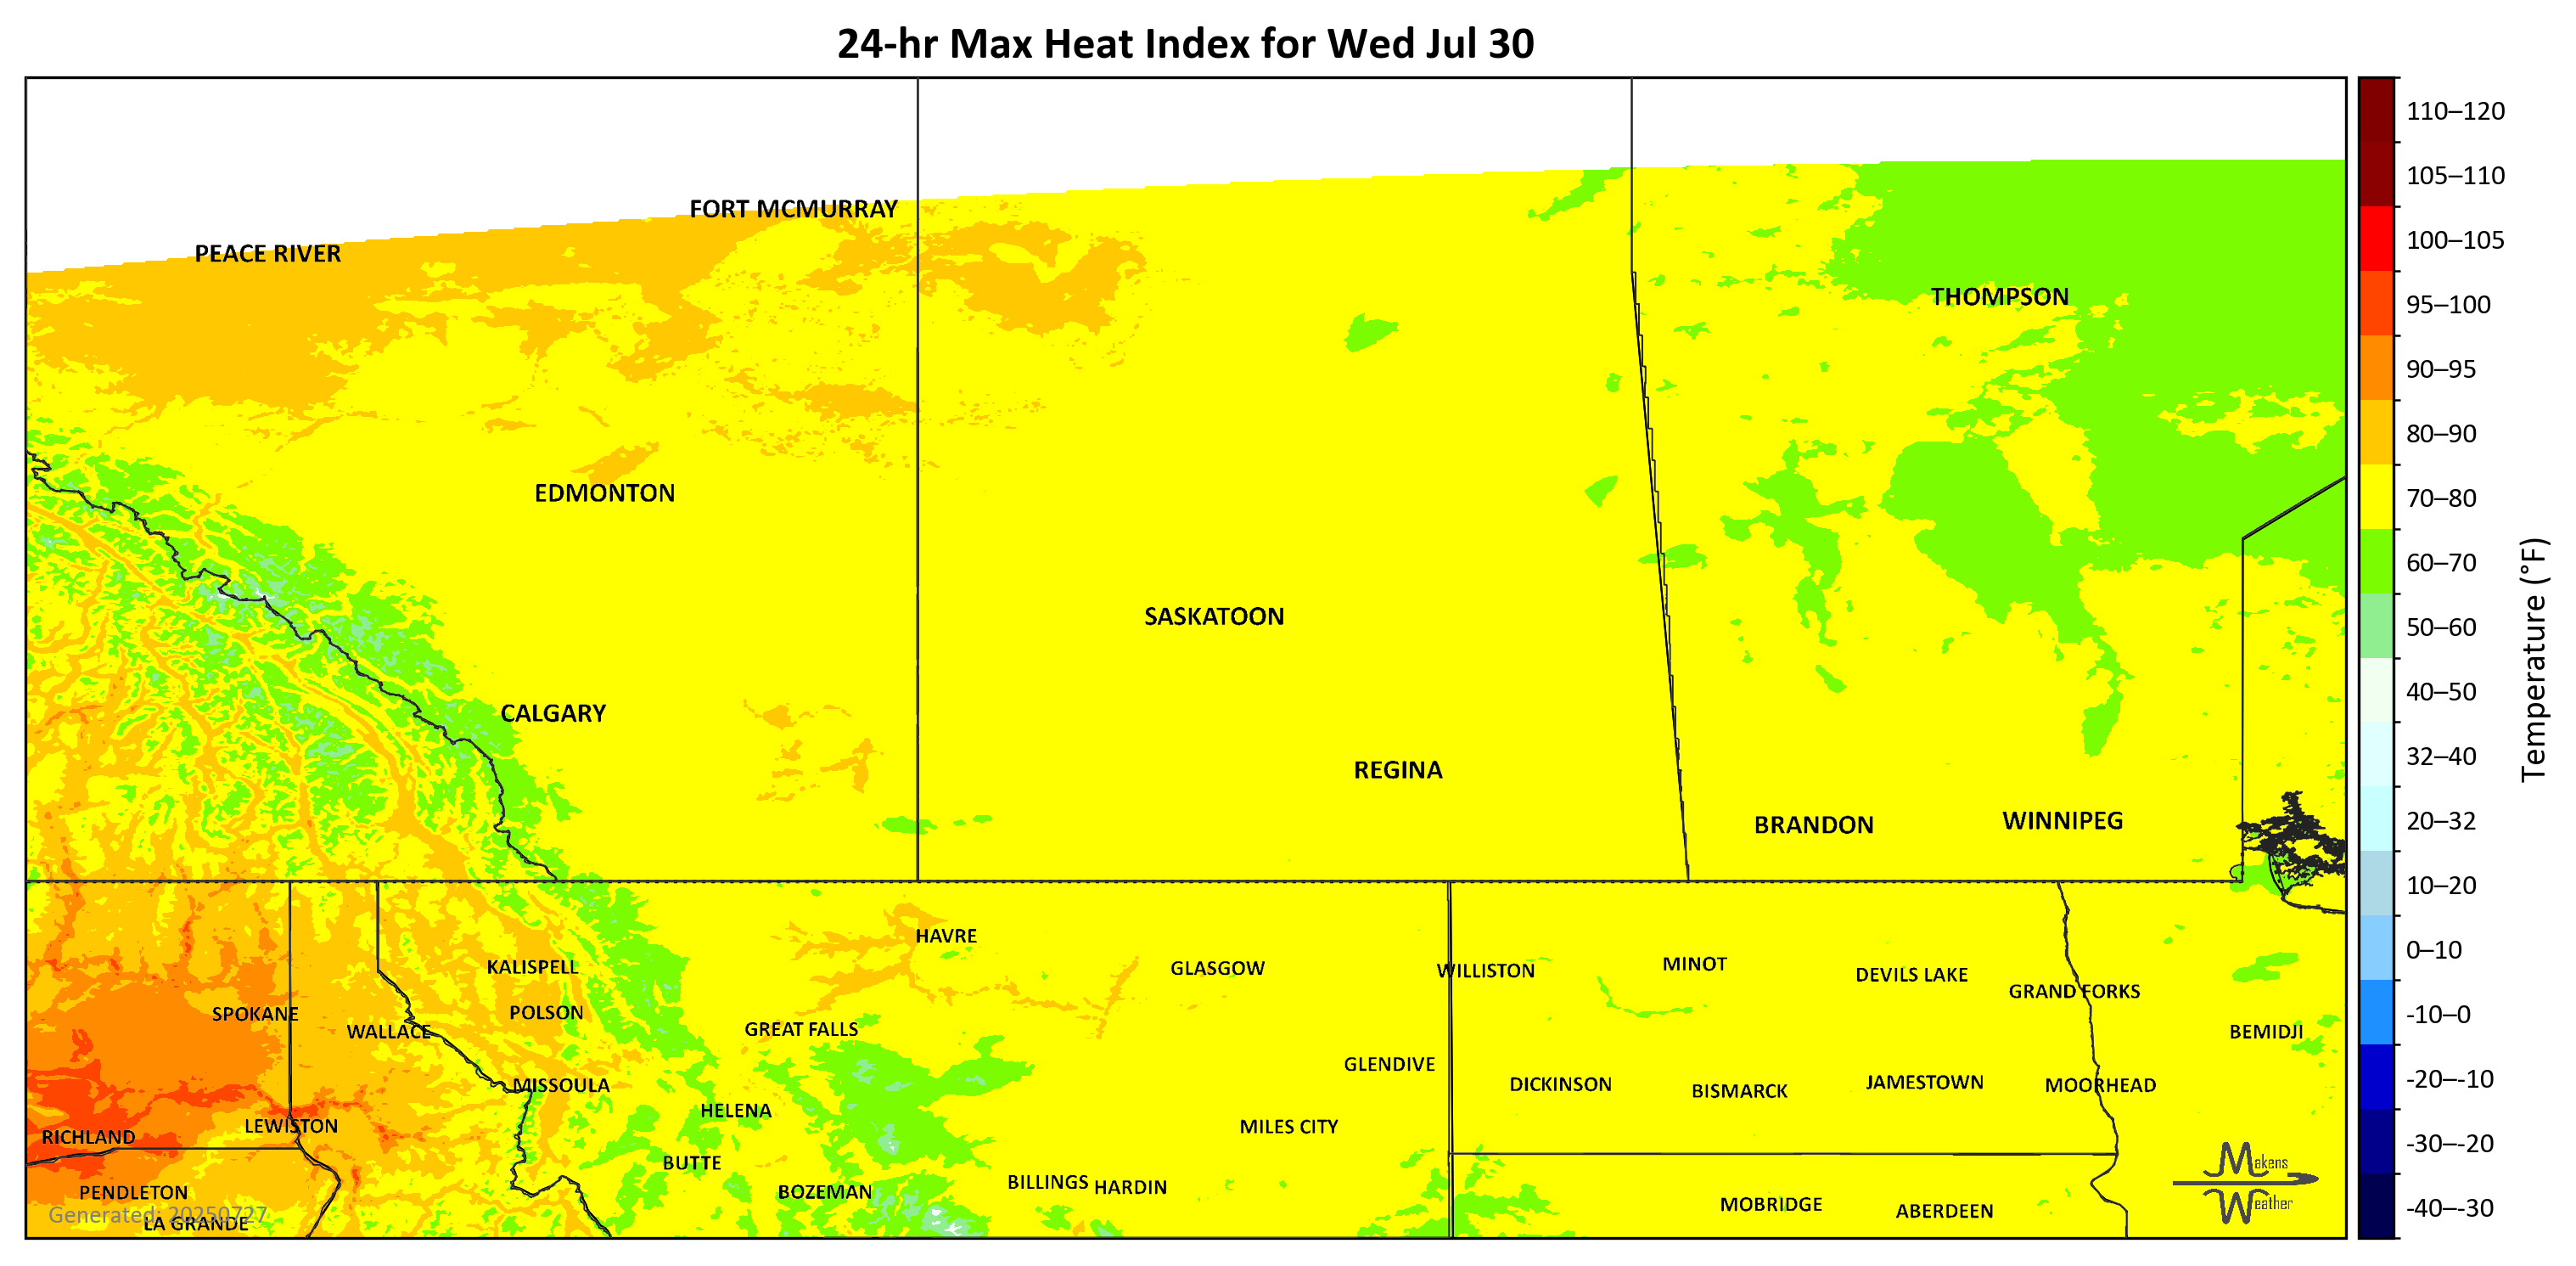 24-hr Max Heat Index for Wed Jul 30
FORT MCMURRAY
PEACE RIVER
THOMPSON
EDMONTON
SASKATOON
CALGARY
REGINA
BRANDON
WINNIPEG
HAVRE
KALISPELL
GLASGOW
WILLISTON
MINOT
DEVILS LAKE
GRAND FORKS
SPOKANE
POLSON
WALLACE
GREAT FALLS
BEMIDJI
GLENDIVE
MISSOULA
DICKINSON
BISMARCK
JAMESTOWN
MOORHEAD
HELENA
LEWISTON
MILES CITY
RICHLAND
BUTTE
BILLINGS
HARDIN
PENDLETON
BOZEMAN
MOBRIDGE
ABERDEEN
Generated: 20250727
LA GRANDE
Makens
Weather
110–120
105–110
100–105
95–100
90–95
80–90
70–80
60–70
50–60
40–50
32–40
20–32
10–20
0–10
-10–0
-20–-10
-30–-20
-40–-30
Temperature (°F)